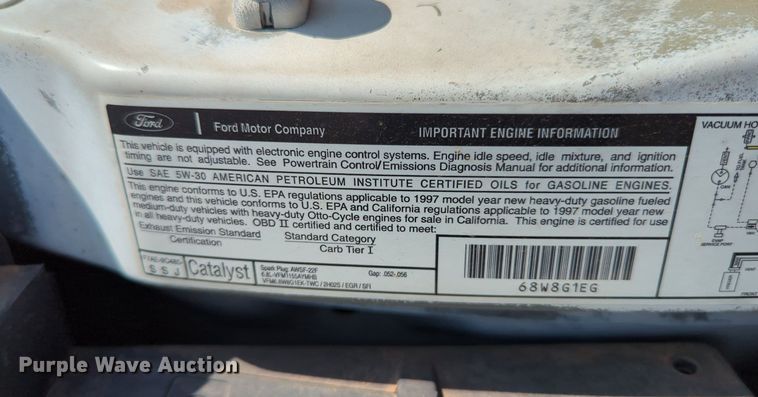 Ford
Ford Motor Company
IMPORTANT ENGINE INFORMATION
This vehicle is equipped with electronic engine control systems. Engine idle speed, idle mixture, and ignition
timing are not adjustable. See Powertrain Control/Emissions Diagnosis Manual for additional information.
Use SAE 5W-30 AMERICAN PETROLEUM INSTITUTE CERTIFIED OILS for GASOLINE ENGINES.
This engine conforms to U.S. EPA regulations applicable to 1997 model year new heavy-duty gasoline fueled
engines and this vehicle conforms to U.S. EPA and California regulations applicable to 1997 model year new
medium-duty vehicles with heavy-duty Otto-Cycle engines for sale in California. This engine is certified for use
in all heavy-duty vehicles. OBD II certified and certified to meet:
Exhaust Emission Standard Standard Category
Certification Carb Tier I
SSJ
Catalyst
Spark Plug: AWSF-22F Gap: .052-.056
68W8G1EG
VACUUM HO
CAN
EVAP
SERVICE POINT
FRONT
Purple Wave Auction